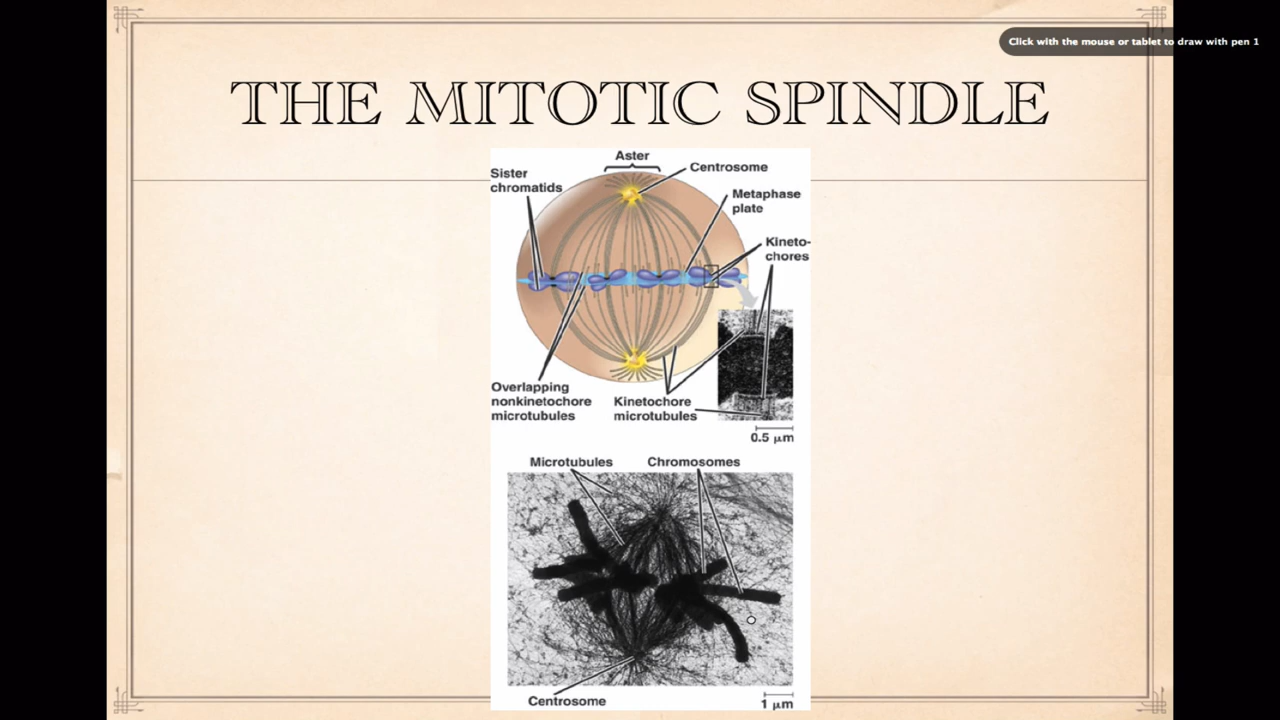 Click with the mouse or tablet to draw with pen 1
THE MITOTIC SPINDLE
Aster
Centrosome
Sister
chromatids
Metaphase
plate
Kineto-
chores
Overlapping
nonkinetochore
microtubules
Kinetochore
microtubules
0.5 µm
Microtubules
Chromosomes
Centrosome
1 µm